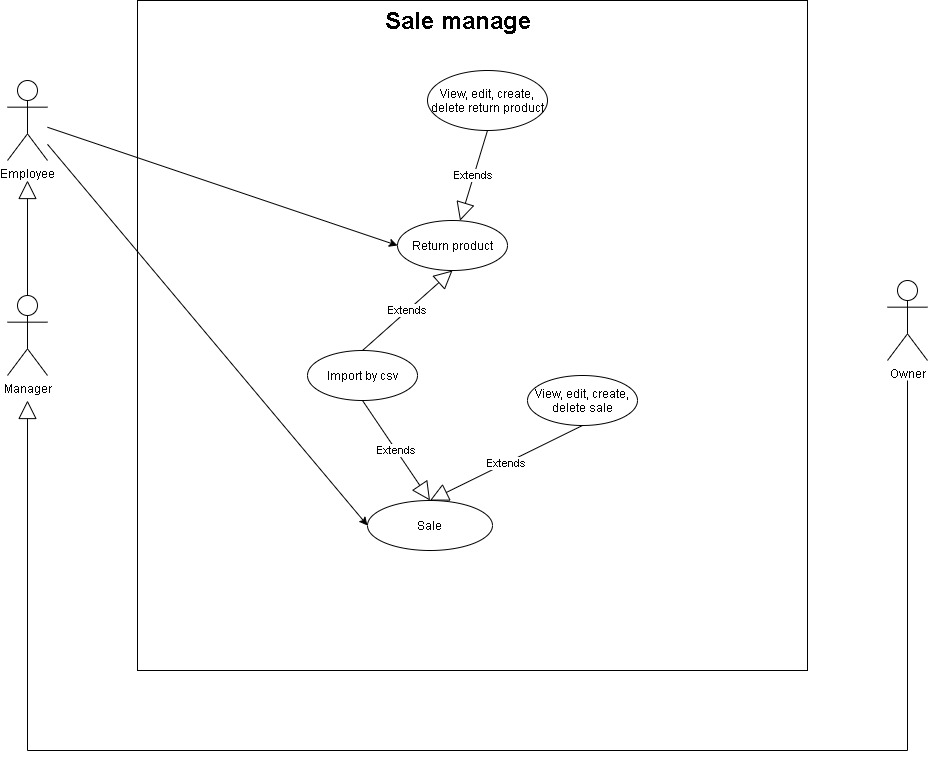 Sale manage
View, edit, create,
delete return product
Employee
Extends
Return product
Extends
Manager
Import by csv
Owner
View, edit, create,
delete sale
Extends
Extends
Sale